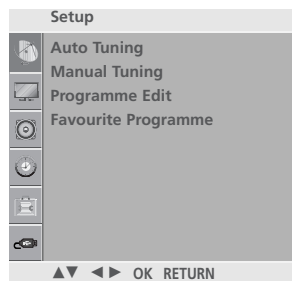 Setup
Auto Tuning
Manual Tuning
Programme Edit
Favourite Programme
▲▼ ◄► OK RETURN